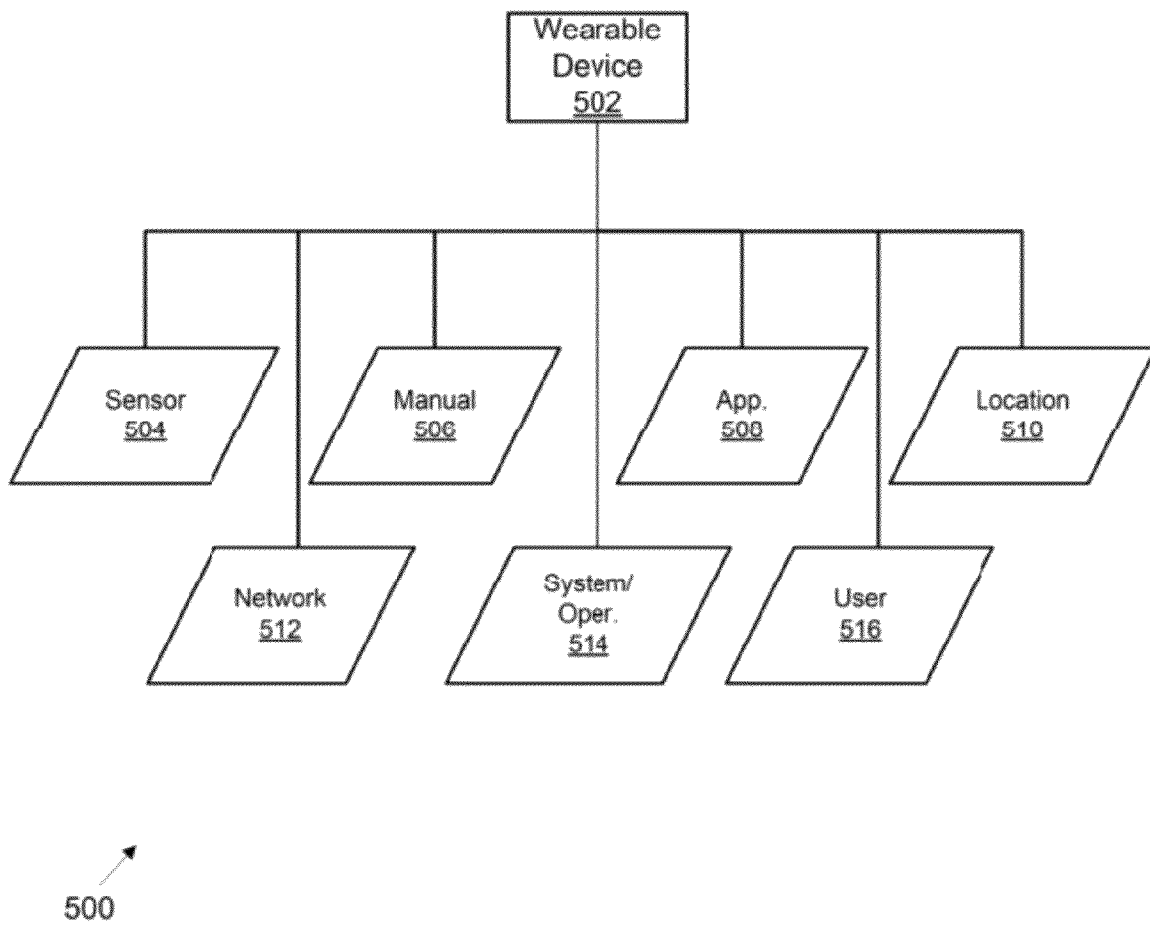 Wearable
Device
502
Sensor
504
Manual
506
App.
508
Location
510
Network
512
System/
Oper.
514
User
516
500